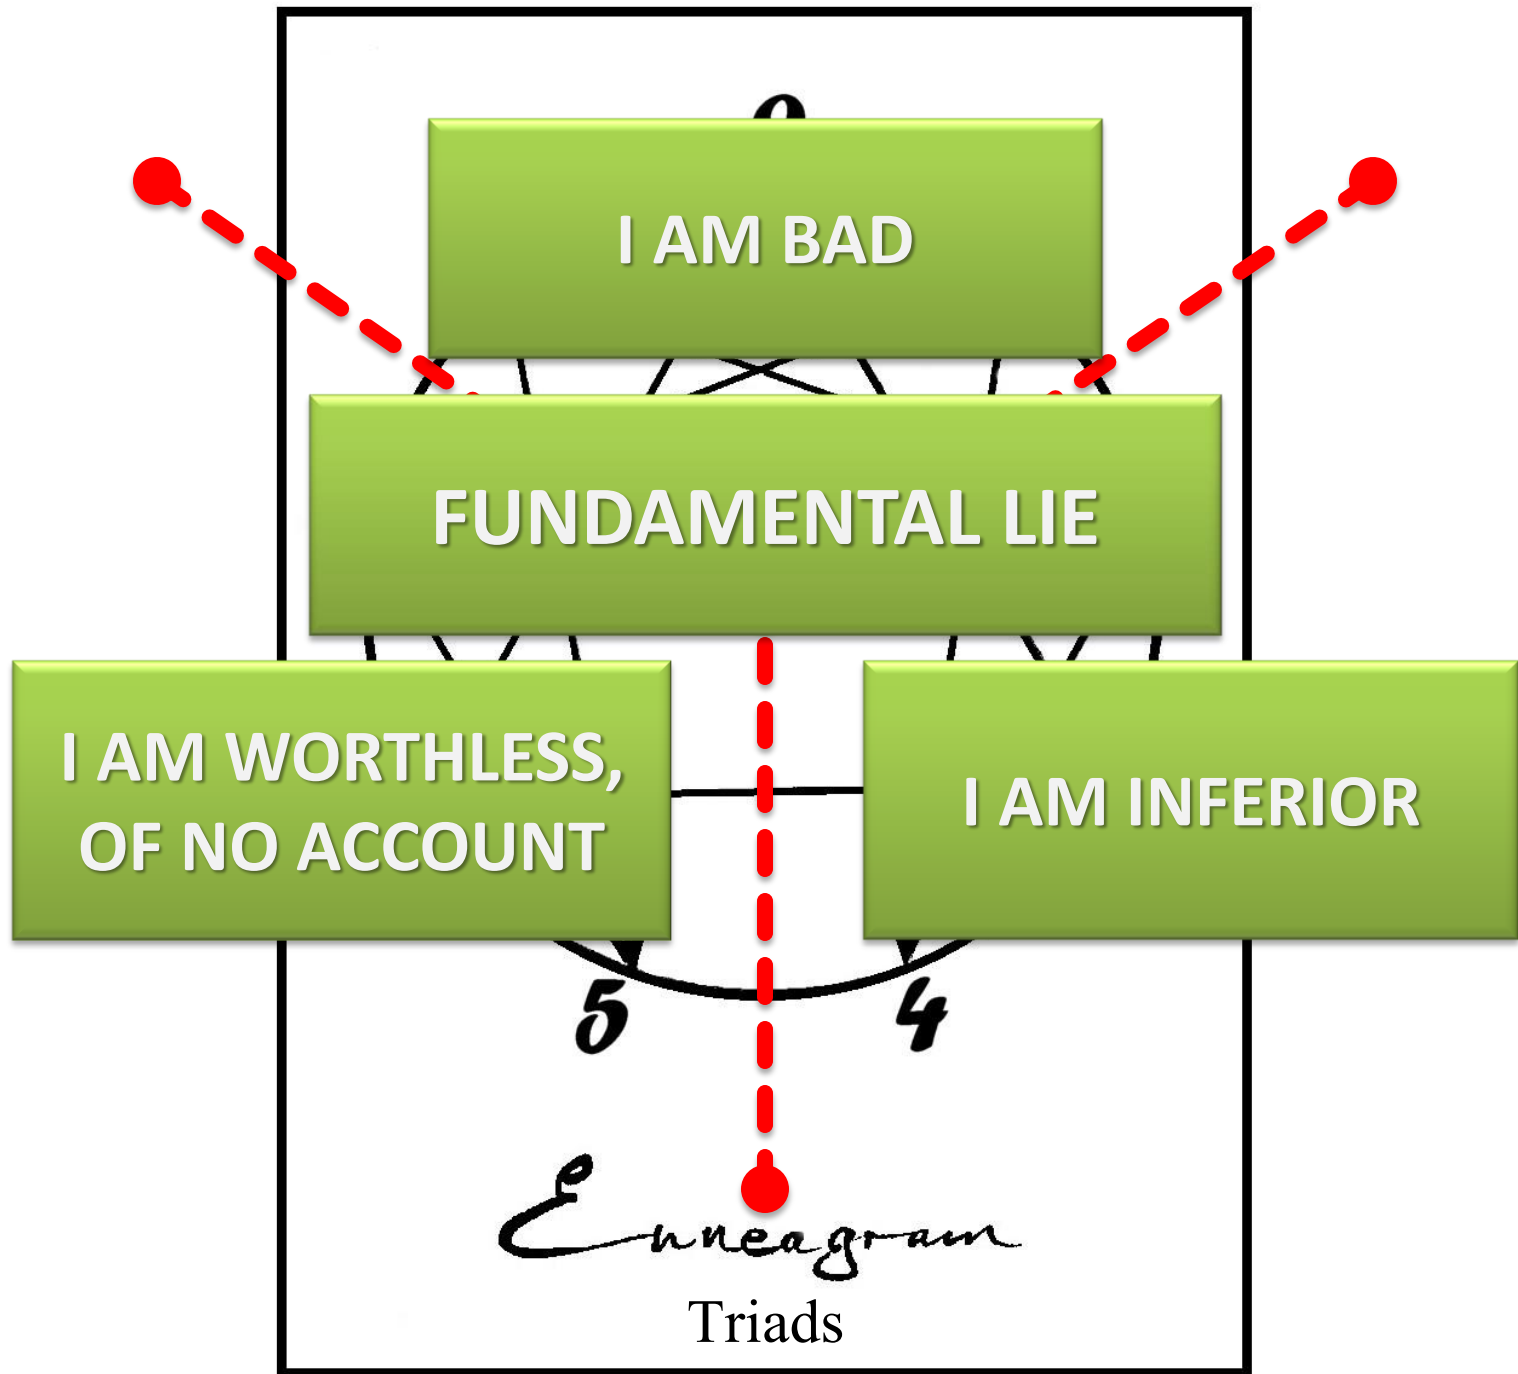 I AM BAD
FUNDAMENTAL LIE
I AM WORTHLESS,
OF NO ACCOUNT
I AM INFERIOR
5 4
Enneagram
Triads